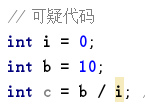 // 可疑代码
int i = 0;
int b = 10;
int c = b / i;